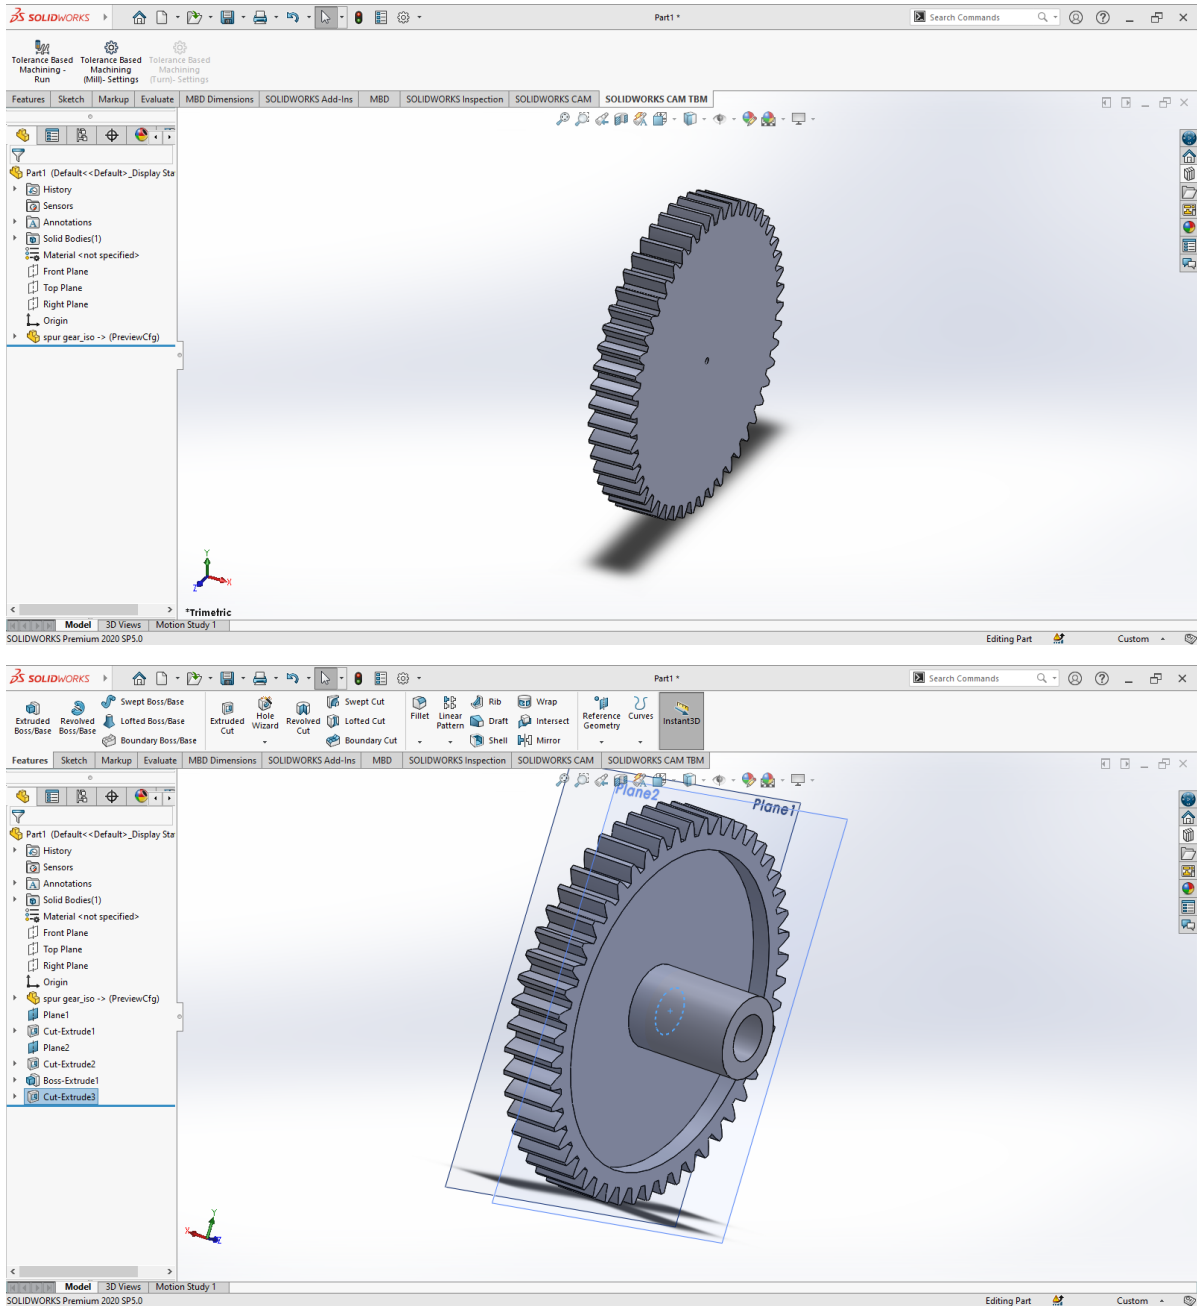 SOLIDWORKS
Part1 *
Search Commands
Tolerance Based Machining - Run
Tolerance Based Machining (Mill)- Settings
Tolerance Based Machining (Turn)- Settings
Features Sketch Markup Evaluate MBD Dimensions SOLIDWORKS Add-Ins MBD SOLIDWORKS Inspection SOLIDWORKS CAM SOLIDWORKS CAM TBM
Part1 (Default<<Default>_Display Sta
History
Sensors
Annotations
Solid Bodies(1)
Material <not specified>
Front Plane
Top Plane
Right Plane
Origin
spur gear_iso -> (PreviewCfg)
Y
X
Z
*Trimetric
Model 3D Views Motion Study 1
SOLIDWORKS Premium 2020 SP5.0
Editing Part
Custom
SOLIDWORKS
Part1 *
Search Commands
Extruded Boss/Base
Revolved Boss/Base
Swept Boss/Base
Lofted Boss/Base
Boundary Boss/Base
Extruded Cut
Hole Wizard
Revolved Cut
Swept Cut
Lofted Cut
Boundary Cut
Fillet
Linear Pattern
Rib
Draft
Shell
Wrap
Intersect
Mirror
Reference Geometry
Curves
Instant3D
Features Sketch Markup Evaluate MBD Dimensions SOLIDWORKS Add-Ins MBD SOLIDWORKS Inspection SOLIDWORKS CAM SOLIDWORKS CAM TBM
Part1 (Default<<Default>_Display Sta
History
Sensors
Annotations
Solid Bodies(1)
Material <not specified>
Front Plane
Top Plane
Right Plane
Origin
spur gear_iso -> (PreviewCfg)
Plane1
Cut-Extrude1
Plane2
Cut-Extrude2
Boss-Extrude1
Cut-Extrude3
Plane2
Plane1
Y
X
Z
Model 3D Views Motion Study 1
SOLIDWORKS Premium 2020 SP5.0
Editing Part
Custom